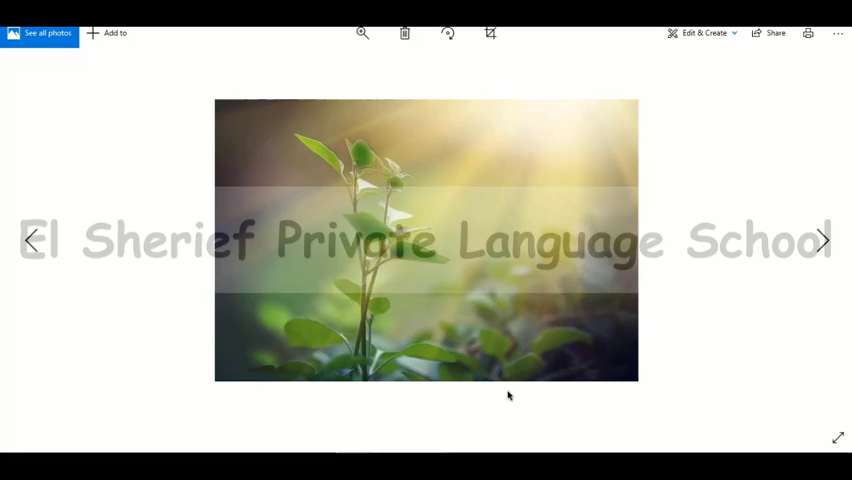 See all photos
Add to
Edit & Create
Share
El Sherief Private Language School